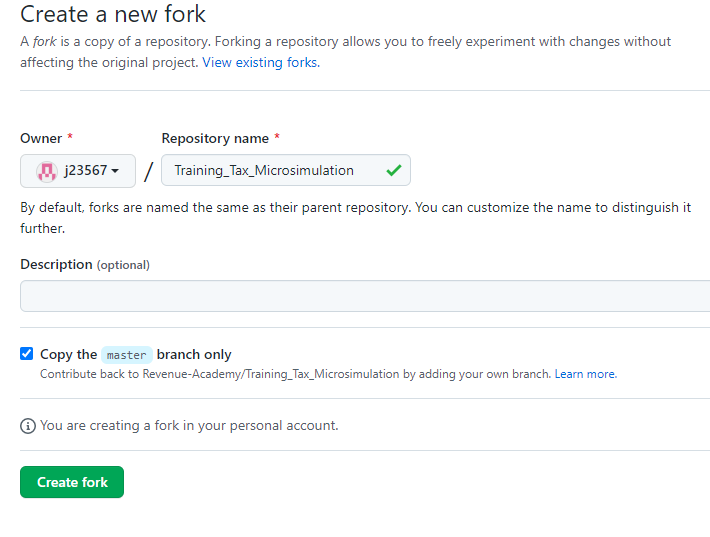 Create a new fork
A fork is a copy of a repository. Forking a repository allows you to freely experiment with changes without
affecting the original project. View existing forks.
Owner * Repository name *
j23567 / Training_Tax_Microsimulation
By default, forks are named the same as their parent repository. You can customize the name to distinguish it
further.
Description (optional)
Copy the master branch only
Contribute back to Revenue-Academy/Training_Tax_Microsimulation by adding your own branch. Learn more.
You are creating a fork in your personal account.
Create fork